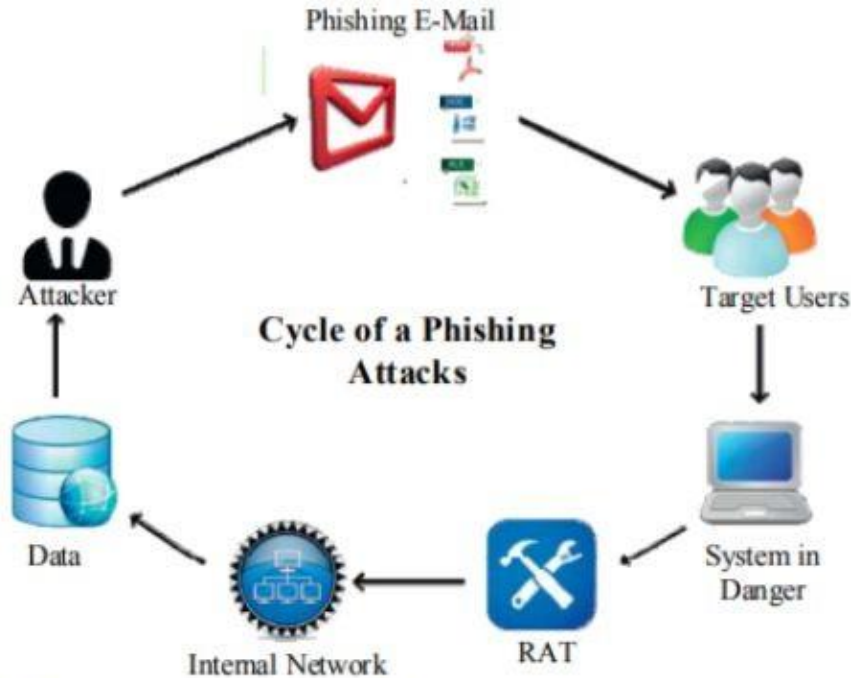 Phishing E-Mail
Attacker
Target Users
Cycle of a Phishing
Attacks
Data
System in
Danger
Internal Network
RAT